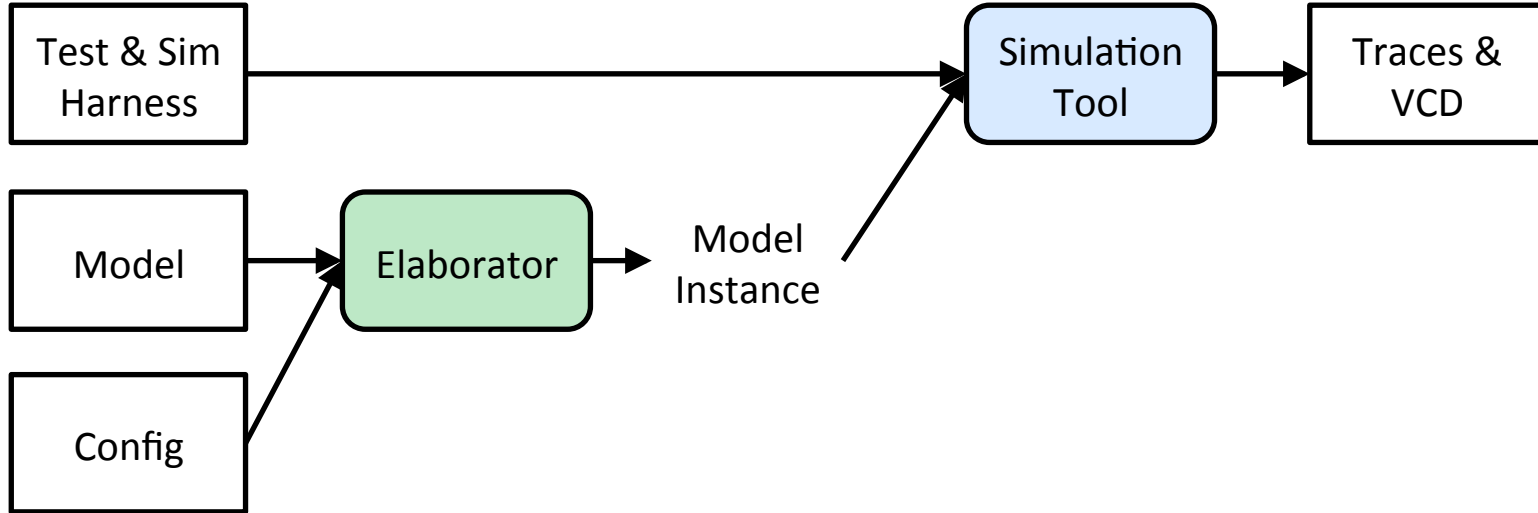 Test & Sim
Harness
Simulation
Tool
Traces &
VCD
Model
Elaborator
Model
Instance
Config